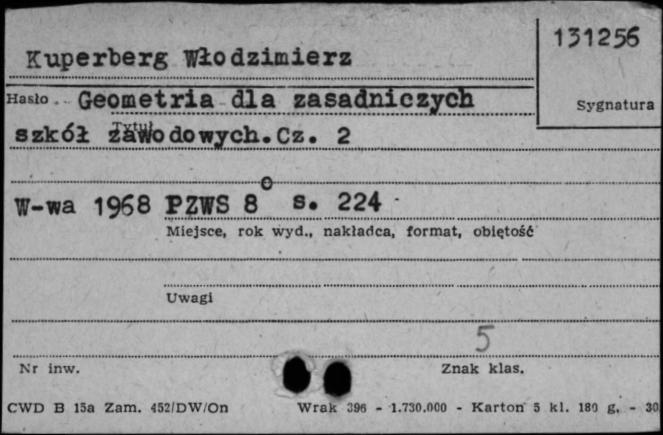 131256
Kuperberg Włodzimierz
Hasło Geometria dla zasadniczych
Sygnatura
Tytuł
szkół zawodowych. Cz. 2
W-wa 1968 PZWS 8° s. 224
Miejsce, rok wyd., nakładca, format, objętość
Uwagi
5
Nr inw. Znak klas.
CWD B 15a Zam. 452/DW/On Wrak 396 - 1.730.000 - Karton 5 kl. 180 g. - 30